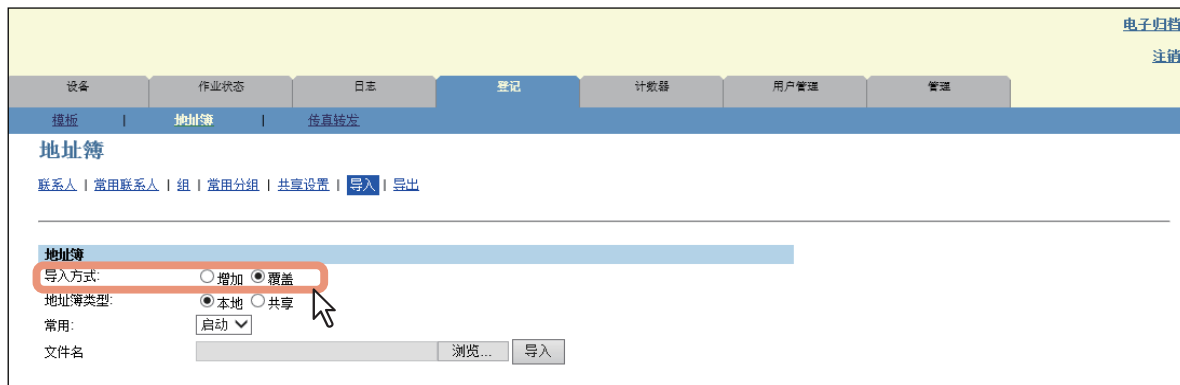 电子归档
注销
设备 作业状态 日志 登记 计数器 用户管理 管理
模板 | 地址簿 | 传真转发
地址簿
联系人 | 常用联系人 | 组 | 常用分组 | 共享设置 | 导入 | 导出
地址簿
导入方式: 增加 覆盖
地址簿类型: 本地 共享
常用: 启动
文件名 浏览... 导入